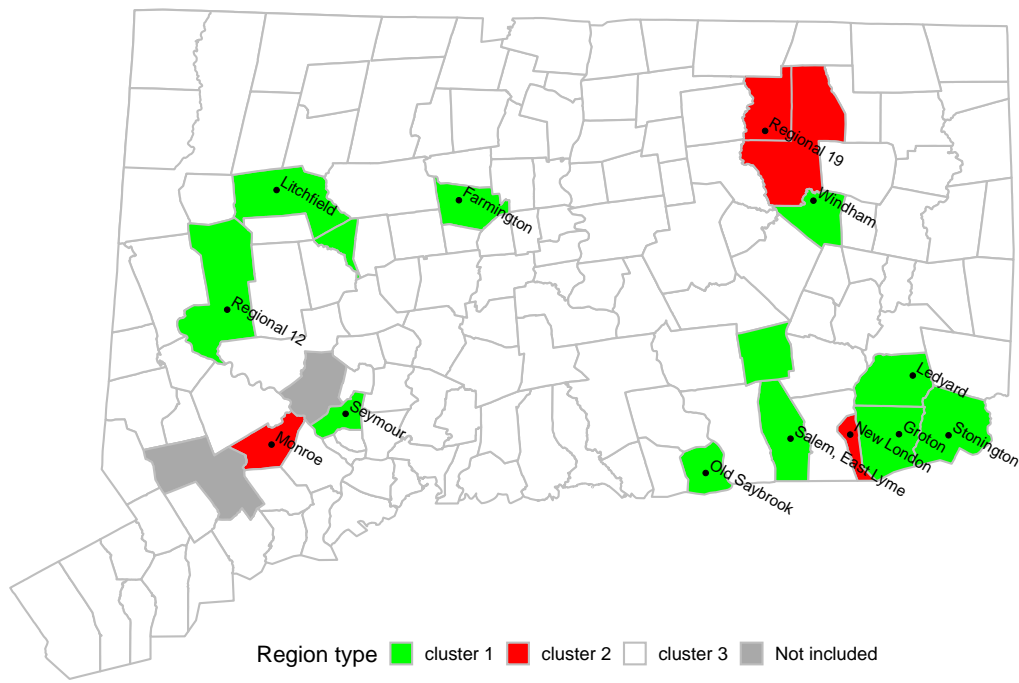 Regional 19
Litchfield
Farmington
Windham
Regional 12
Ledyard
Seymour
Monroe
New London
Groton
Stonington
Salem, East Lyme
Old Saybrook
Region type cluster 1 cluster 2 cluster 3 Not included